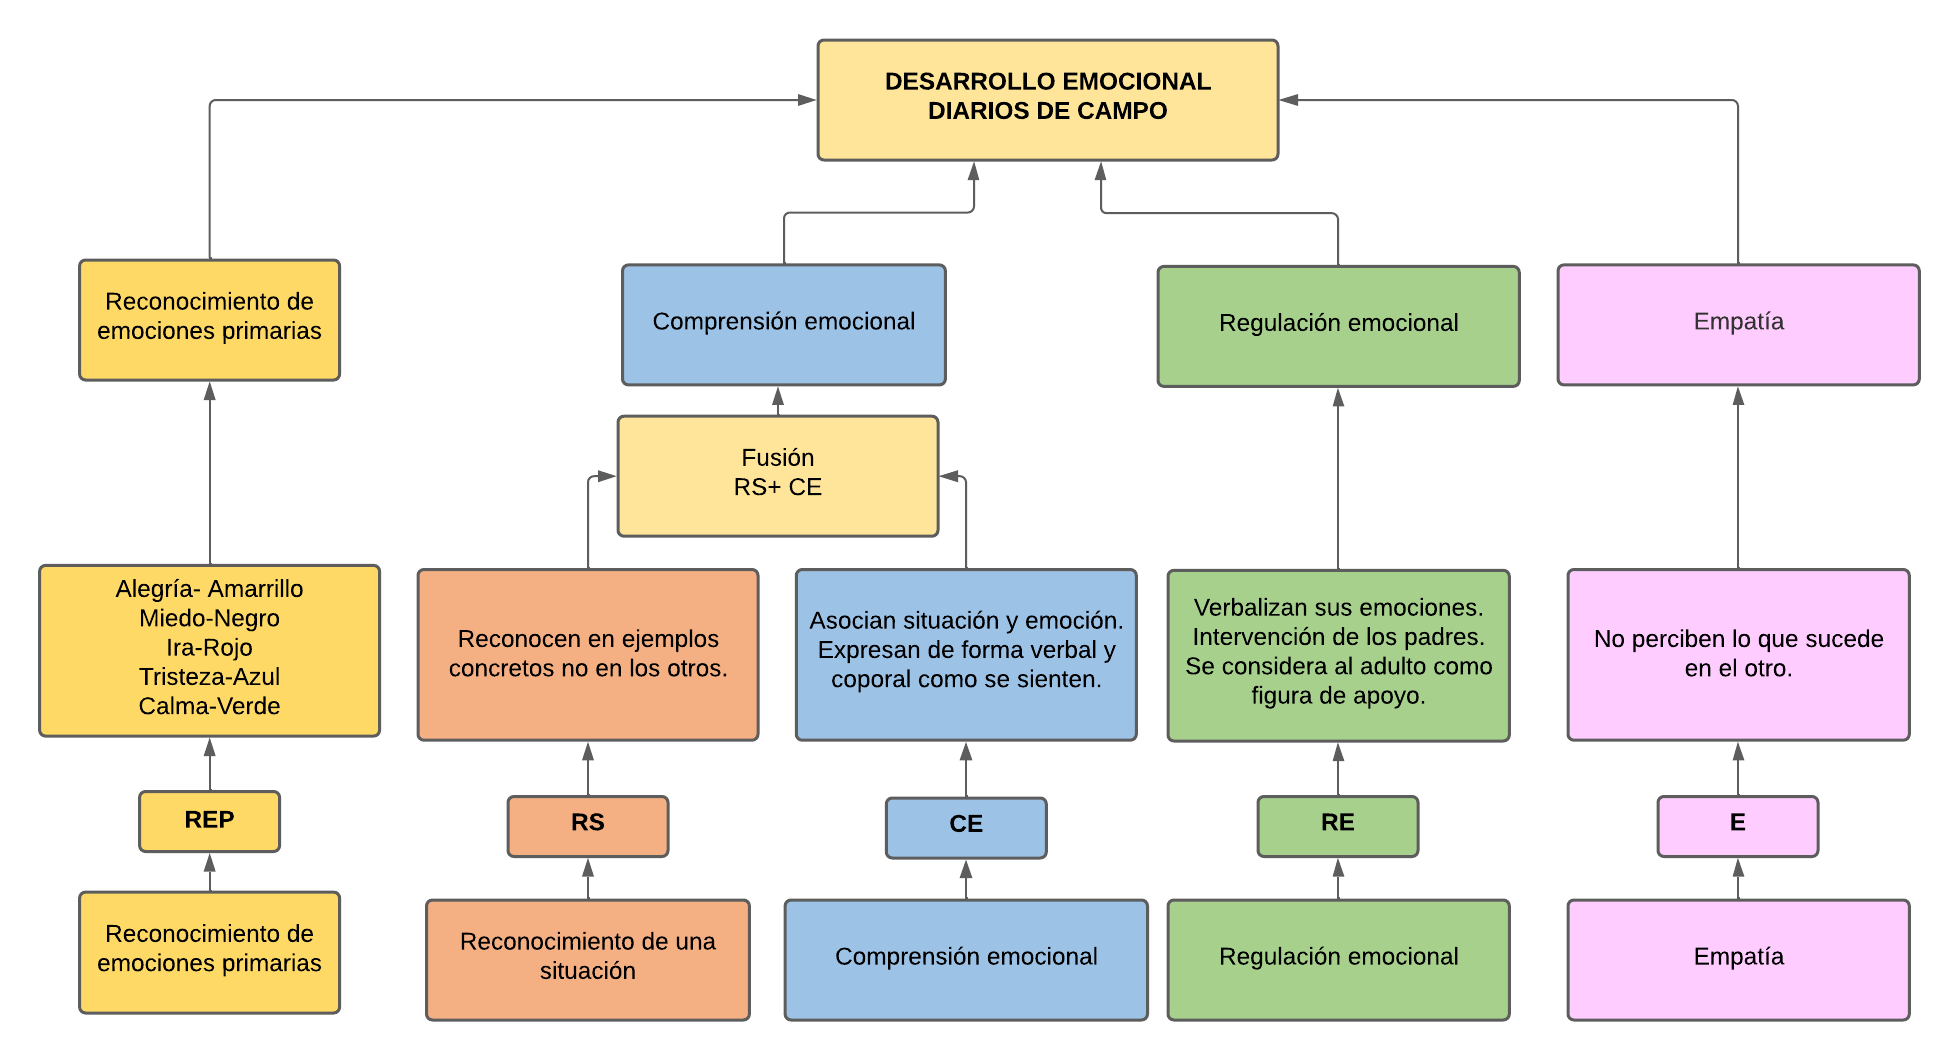 DESARROLLO EMOCIONAL
DIARIOS DE CAMPO
Reconocimiento de
emociones primarias
Comprensión emocional
Regulación emocional
Empatía
Fusión
RS+ CE
Alegría- Amarrillo
Miedo-Negro
Ira-Rojo
Tristeza-Azul
Calma-Verde
Reconocen en ejemplos
concretos no en los otros.
Asocian situación y emoción.
Expresan de forma verbal y
coporal como se sienten.
Verbalizan sus emociones.
Intervención de los padres.
Se considera al adulto como
figura de apoyo.
No perciben lo que sucede
en el otro.
REP
RS
CE
RE
E
Reconocimiento de
emociones primarias
Reconocimiento de una
situación
Comprensión emocional
Regulación emocional
Empatía